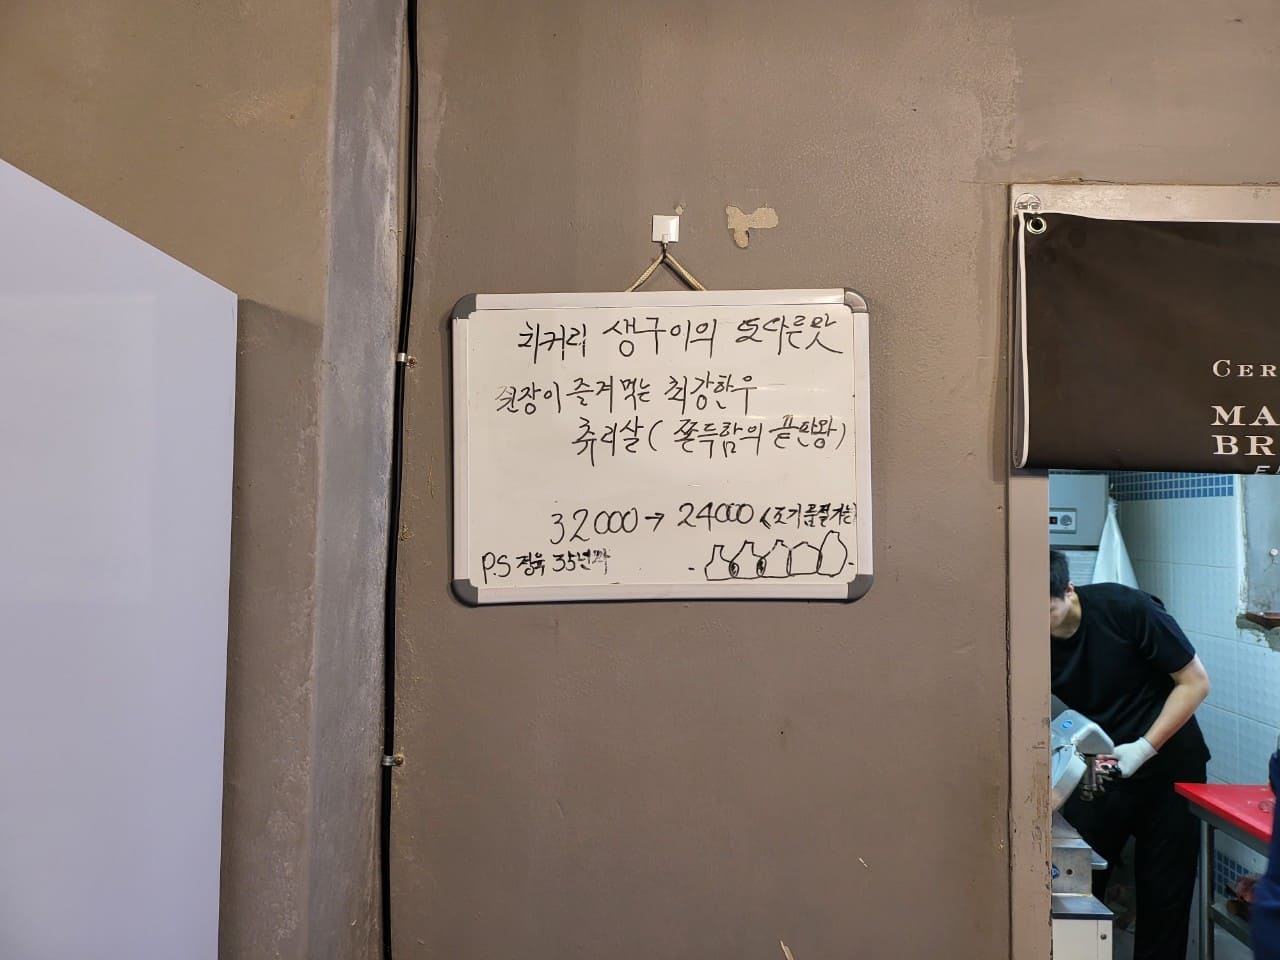 치커리 생구이의 또다른맛
쥔장이 즐겨먹는 최강한우
추리살 ( 쫄득함의 끝판왕)
32000→ 24000 (조기품절가능)
P.S 정육 35년차
CER
MA
BR